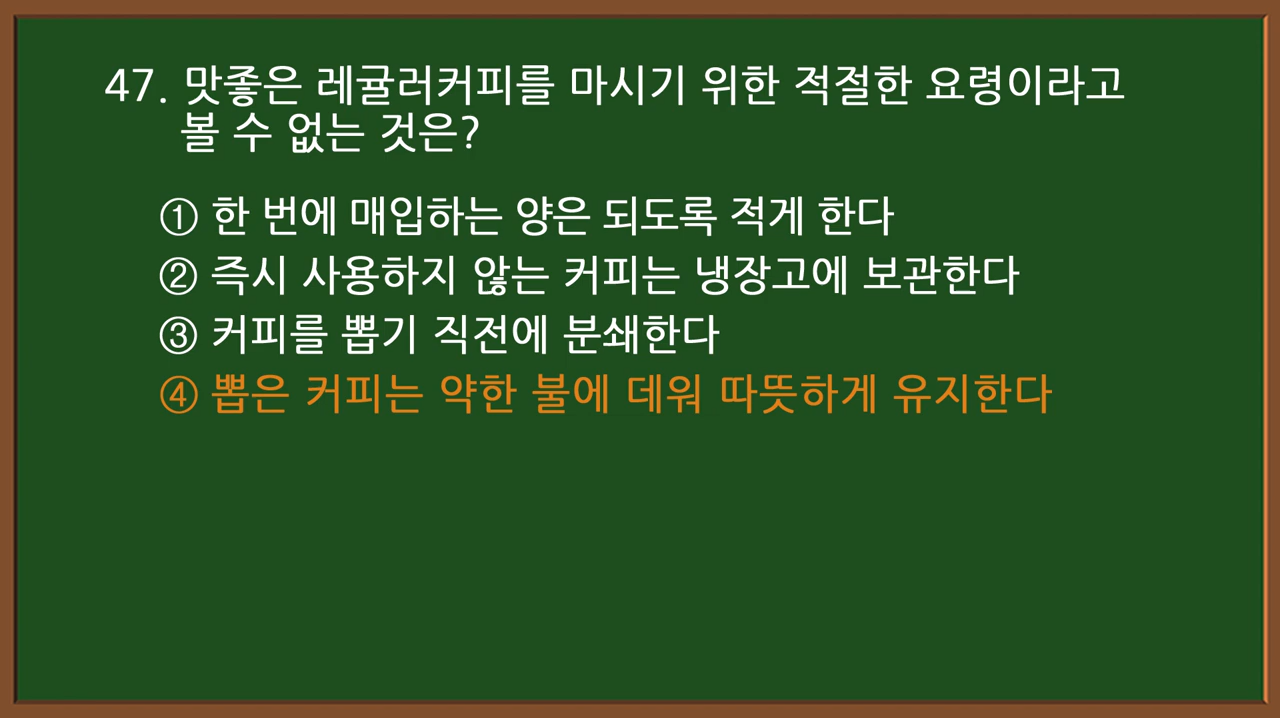 47. 맛좋은 레귤러커피를 마시기 위한 적절한 요령이라고
볼 수 없는 것은?
① 한 번에 매입하는 양은 되도록 적게 한다
② 즉시 사용하지 않는 커피는 냉장고에 보관한다
③ 커피를 뽑기 직전에 분쇄한다
④ 뽑은 커피는 약한 불에 데워 따뜻하게 유지한다